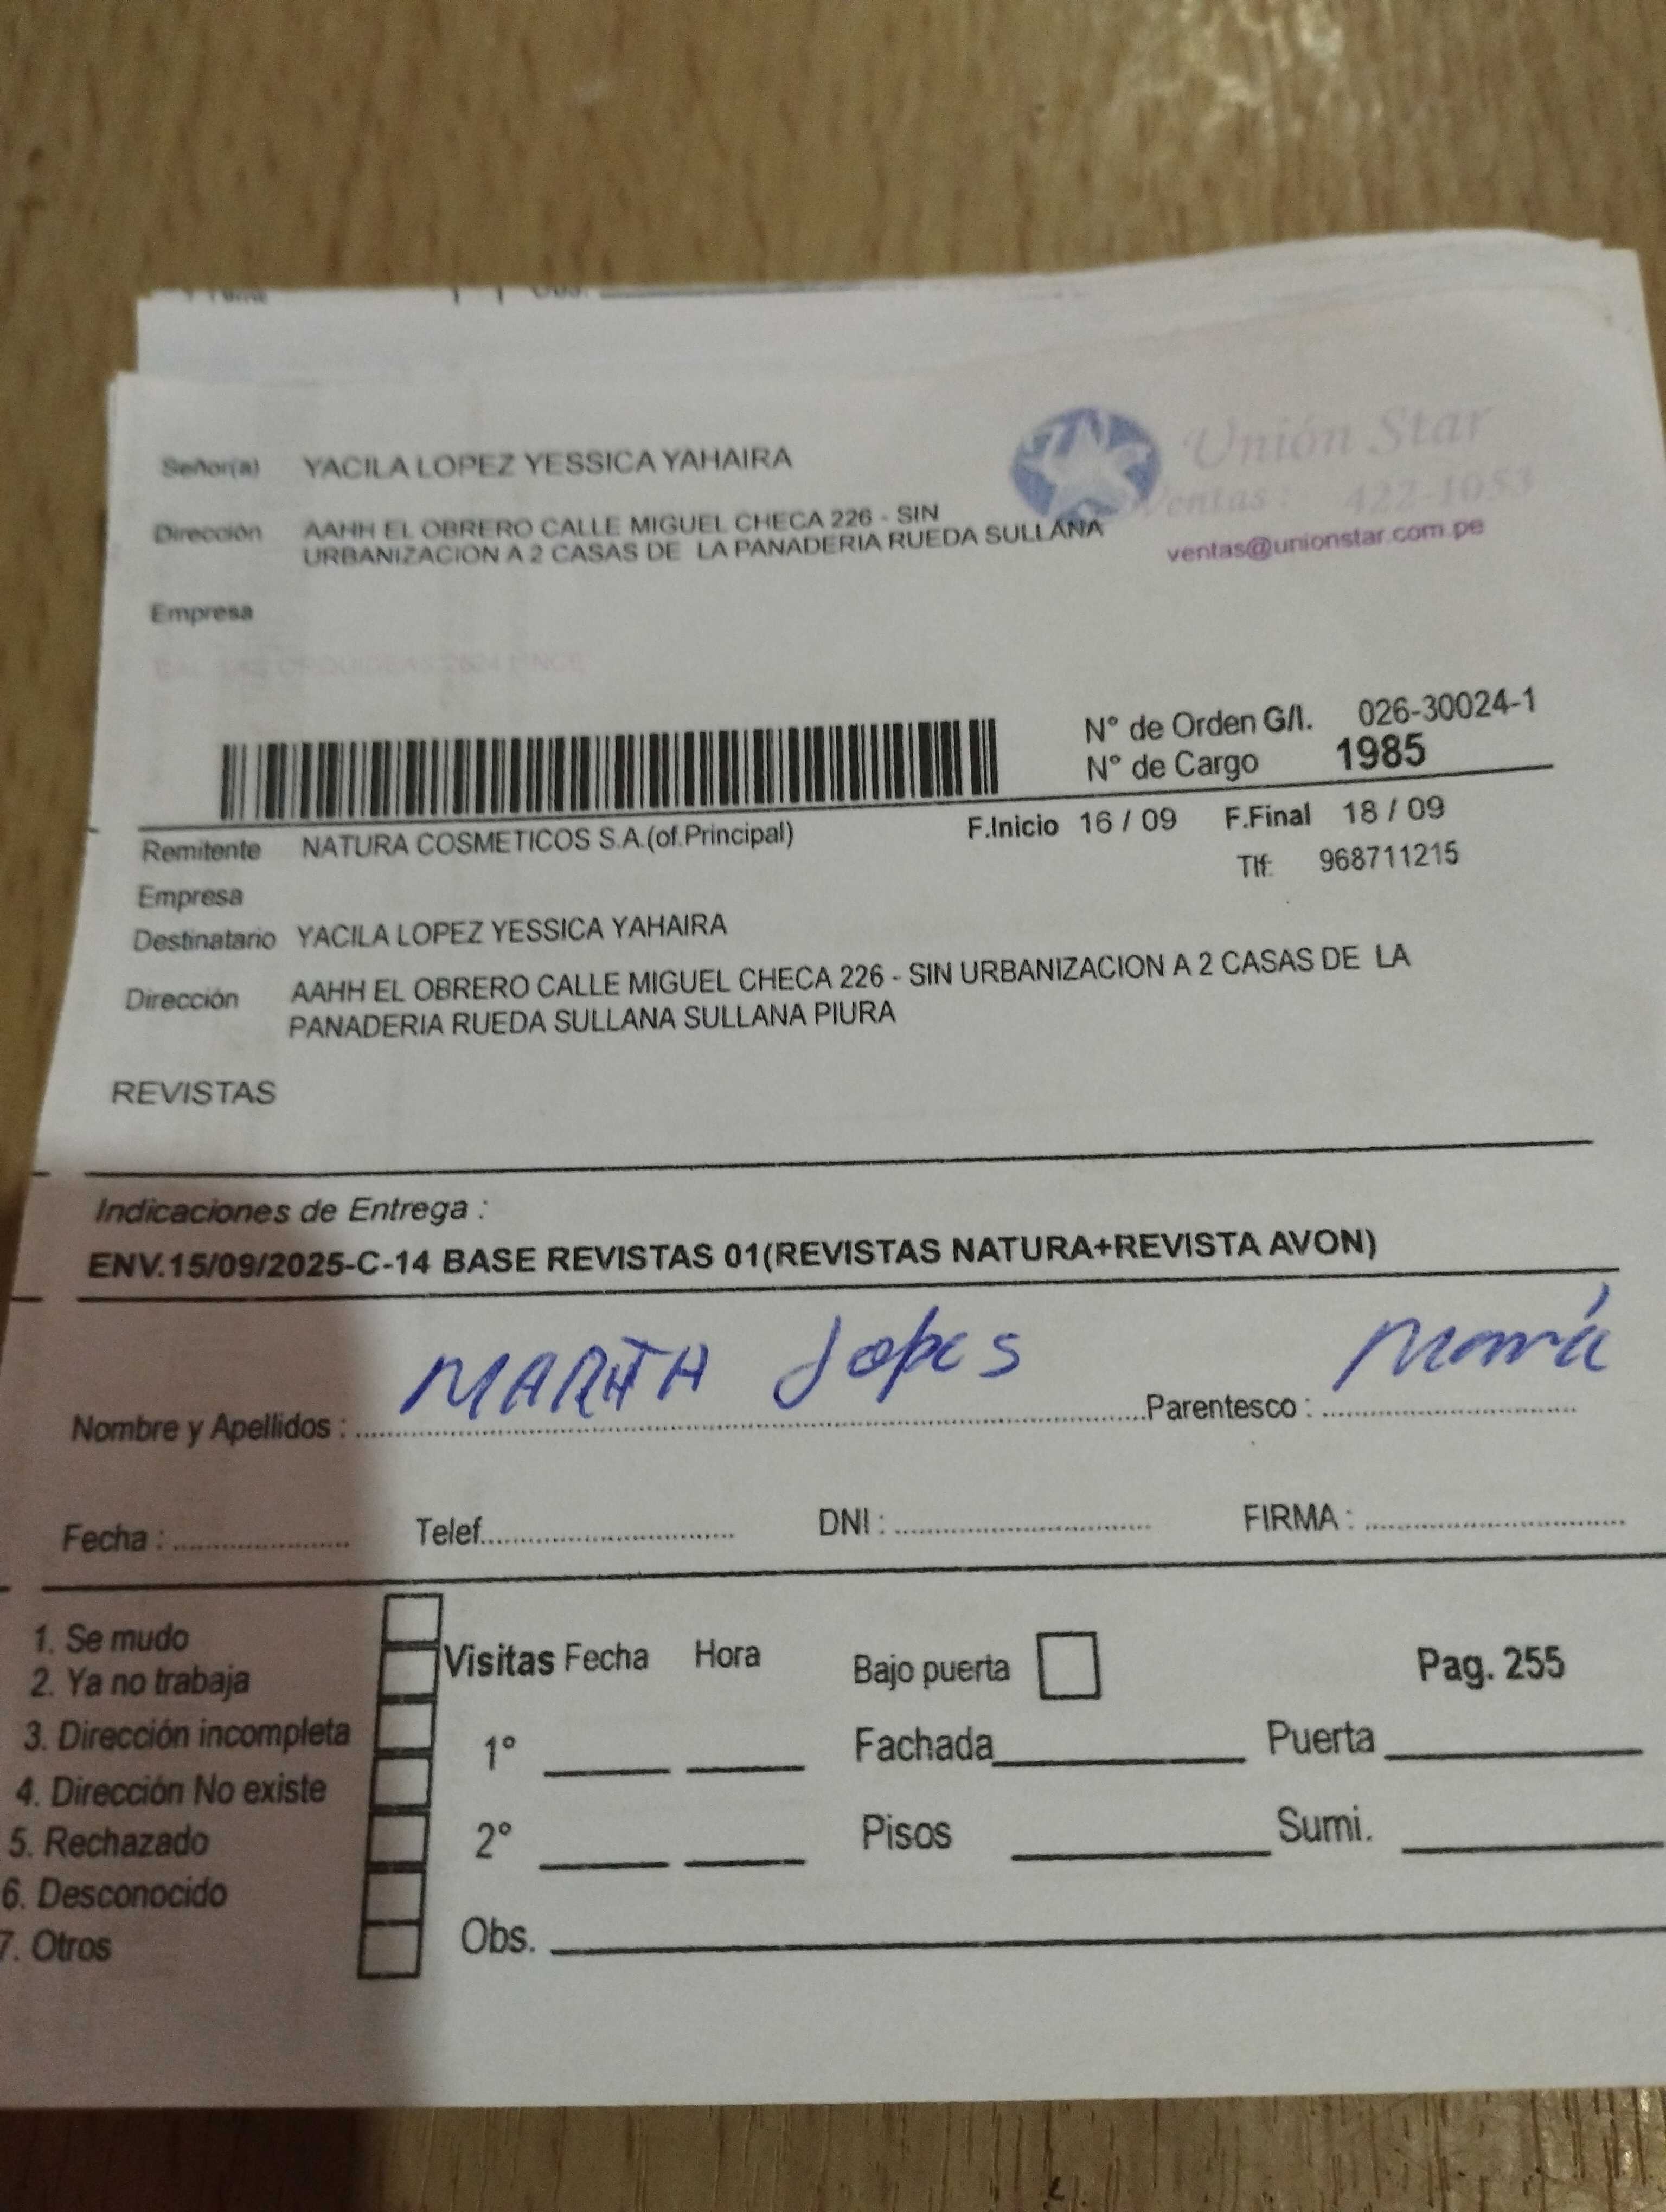 Señor(a) YACILA LOPEZ YESSICA YAHAIRA
Unión Star
Ventas : 422-1053
ventas@unionstar.com.pe
Dirección AAHH EL OBRERO CALLE MIGUEL CHECA 226 - SIN
URBANIZACION A 2 CASAS DE LA PANADERIA RUEDA SULLANA
Empresa
N° de Orden G/I. 026-30024-1
N° de Cargo 1985
Remitente NATURA COSMETICOS S.A.(of.Principal) F.Inicio 16 / 09 F.Final 18 / 09
Tlf: 968711215
Empresa
Destinatario YACILA LOPEZ YESSICA YAHAIRA
Dirección AAHH EL OBRERO CALLE MIGUEL CHECA 226 - SIN URBANIZACION A 2 CASAS DE LA
PANADERIA RUEDA SULLANA SULLANA PIURA
REVISTAS
Indicaciones de Entrega :
ENV.15/09/2025-C-14 BASE REVISTAS 01(REVISTAS NATURA+REVISTA AVON)
Nombre y Apellidos : Lopes Parentesco : Mamá
Fecha : Telef. DNI : FIRMA :
1. Se mudo
2. Ya no trabaja
3. Dirección incompleta
4. Dirección No existe
5. Rechazado
6. Desconocido
7. Otros
Visitas Fecha Hora Bajo puerta Pag. 255
1° Fachada Puerta
2° Pisos Sumi.
Obs.